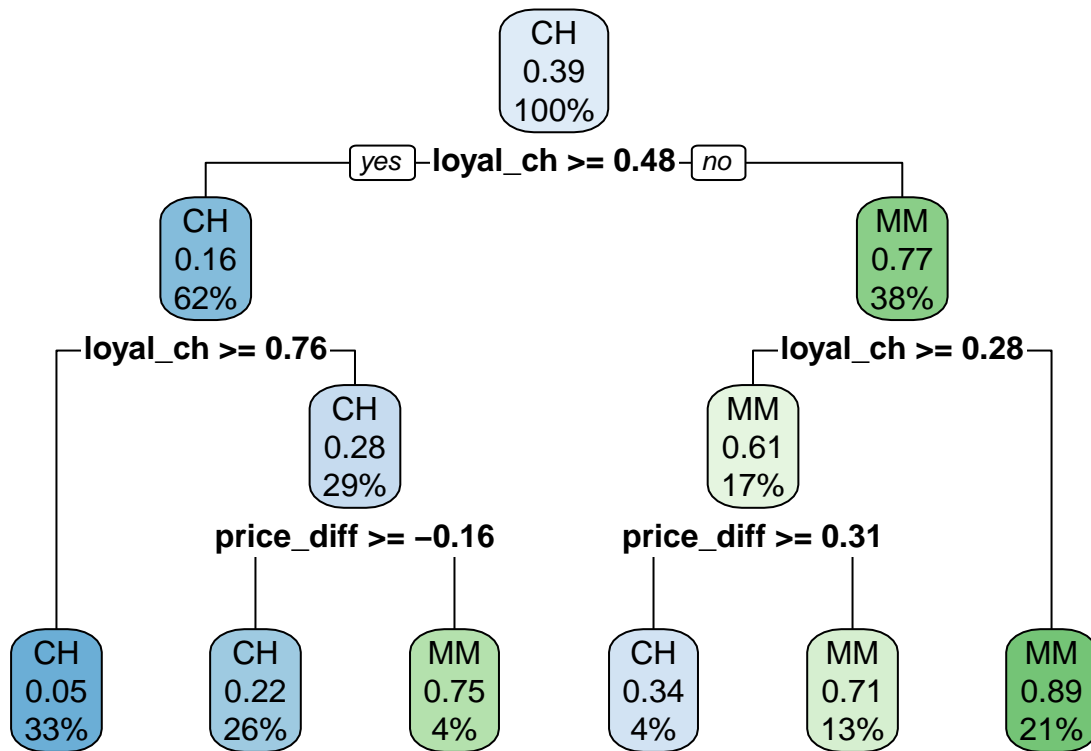 CH
0.39
100%
yes loyal_ch >= 0.48 no
CH
0.16
62%
MM
0.77
38%
loyal_ch >= 0.76
loyal_ch >= 0.28
CH
0.28
29%
MM
0.61
17%
price_diff >= −0.16
price_diff >= 0.31
CH
0.05
33%
CH
0.22
26%
MM
0.75
4%
CH
0.34
4%
MM
0.71
13%
MM
0.89
21%